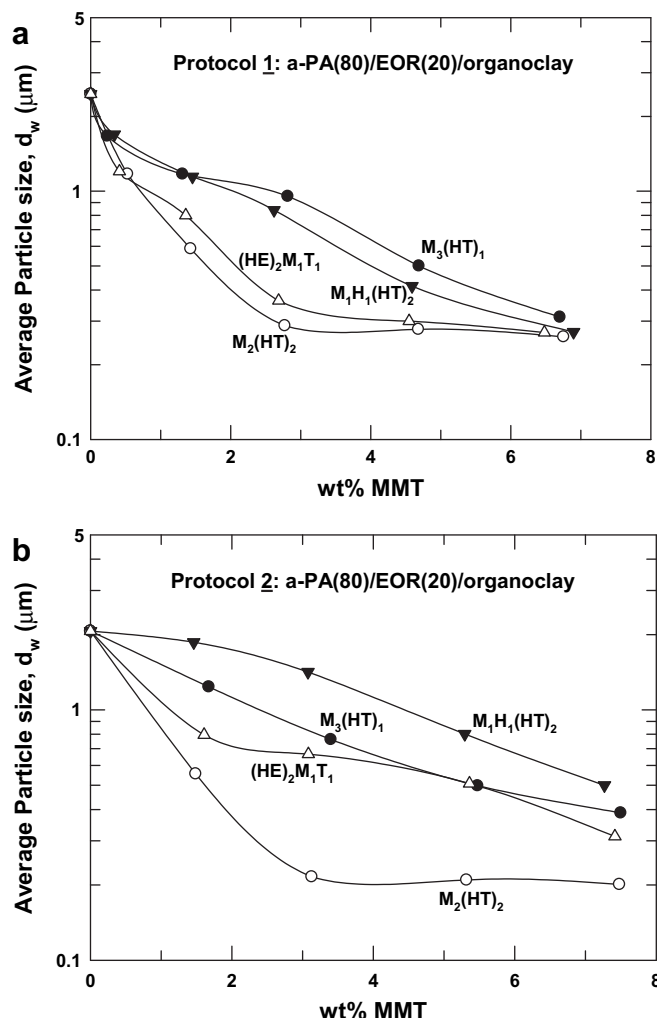 a
5
1
0.1
Average Particle size, d_w (μm)
Protocol 1: a-PA(80)/EOR(20)/organoclay
M₃(HT)₁
(HE)₂M₁T₁
M₁H₁(HT)₂
M₂(HT)₂
0 2 4 6 8
wt% MMT
b
5
1
0.1
Average Particle size, d_w (μm)
Protocol 2: a-PA(80)/EOR(20)/organoclay
M₁H₁(HT)₂
M₃(HT)₁
(HE)₂M₁T₁
M₂(HT)₂
0 2 4 6 8
wt% MMT